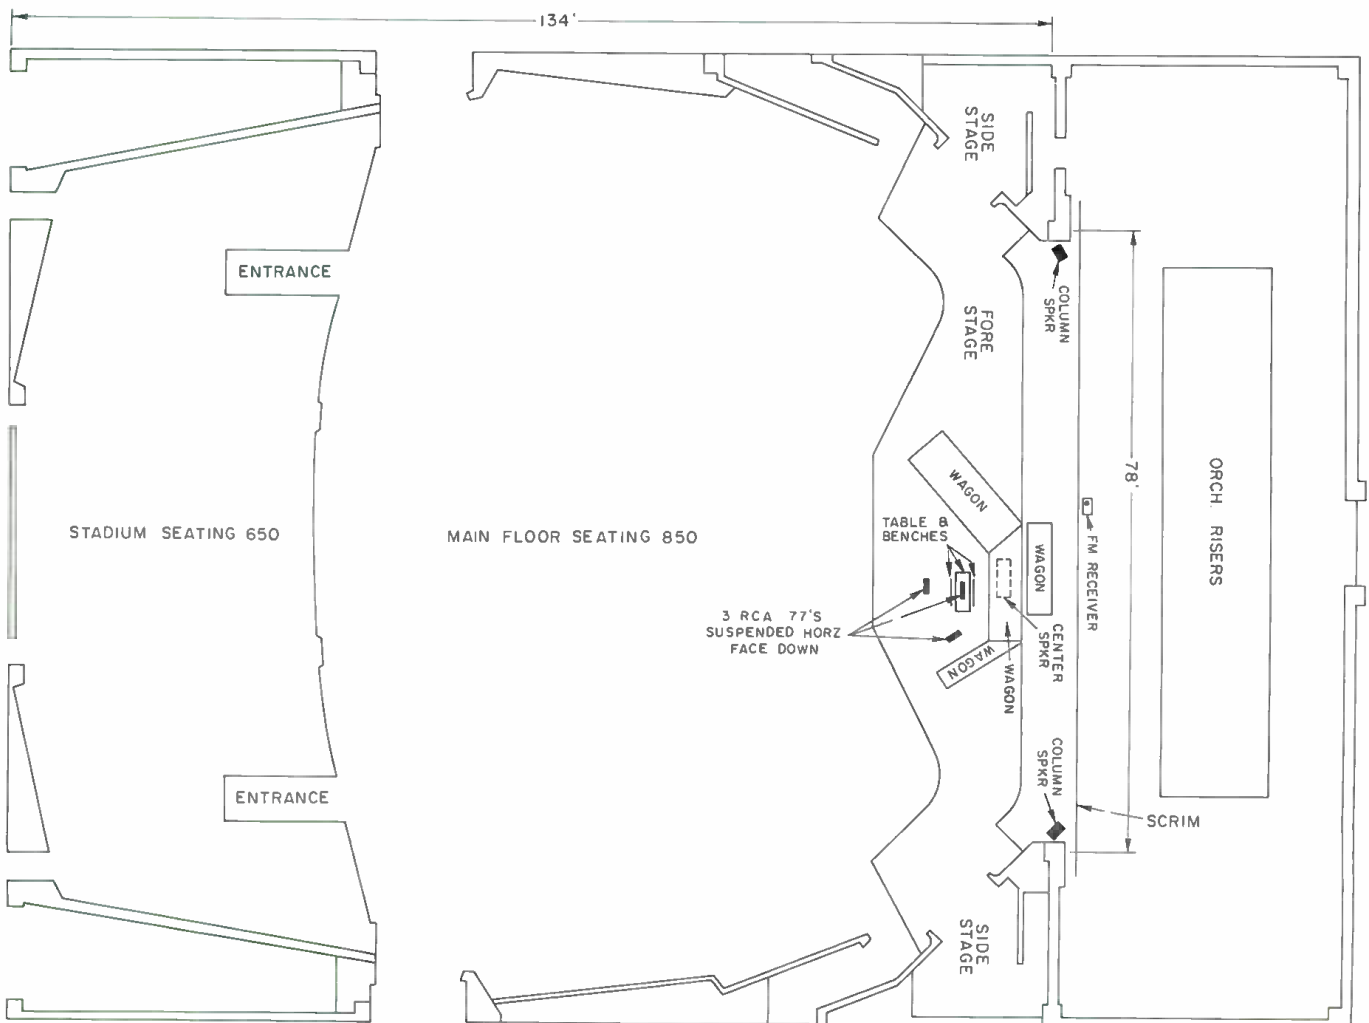 134'
SIDE
STAGE
ENTRANCE
COLUMN
SPKR
FORE
STAGE
78'
ORCH. RISERS
WAGON
STADIUM SEATING 650
MAIN FLOOR SEATING 850
TABLE &
BENCHES
WAGON
FM RECEIVER
3 RCA 77'S
SUSPENDED HORZ
FACE DOWN
CENTER
SPKR
WAGON
WAGON
COLUMN
SPKR
ENTRANCE
SCRIM
SIDE
STAGE